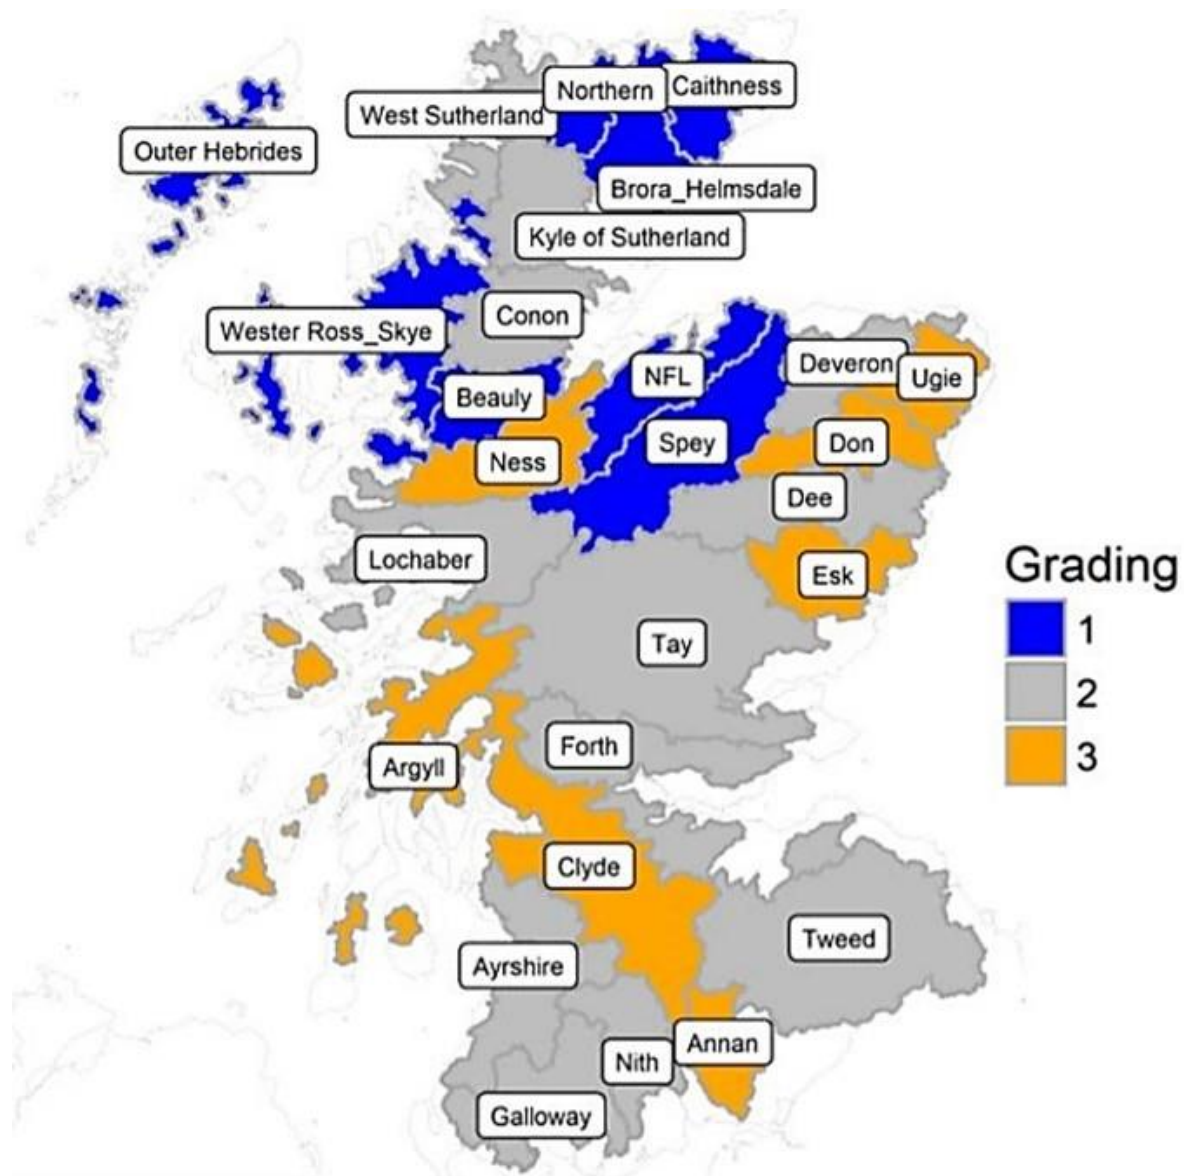 Northern
Caithness
West Sutherland
Outer Hebrides
Brora_Helmsdale
Kyle of Sutherland
Conon
Wester Ross_Skye
Deveron
NFL
Ugie
Beauly
Spey
Don
Ness
Dee
Lochaber
Esk
Grading
1
2
3
Tay
Forth
Argyll
Clyde
Tweed
Ayrshire
Annan
Nith
Galloway